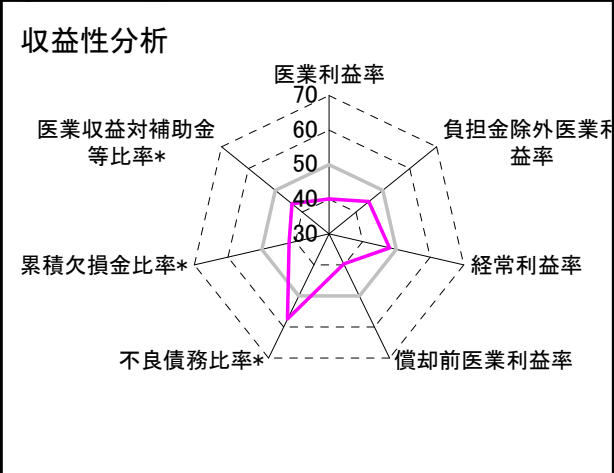 収益性分析
医業利益率
70
60
50
40
30
負担金除外医業利
益率
経常利益率
償却前医業利益率
不良債務比率*
累積欠損金比率*
医業収益対補助金
等比率*